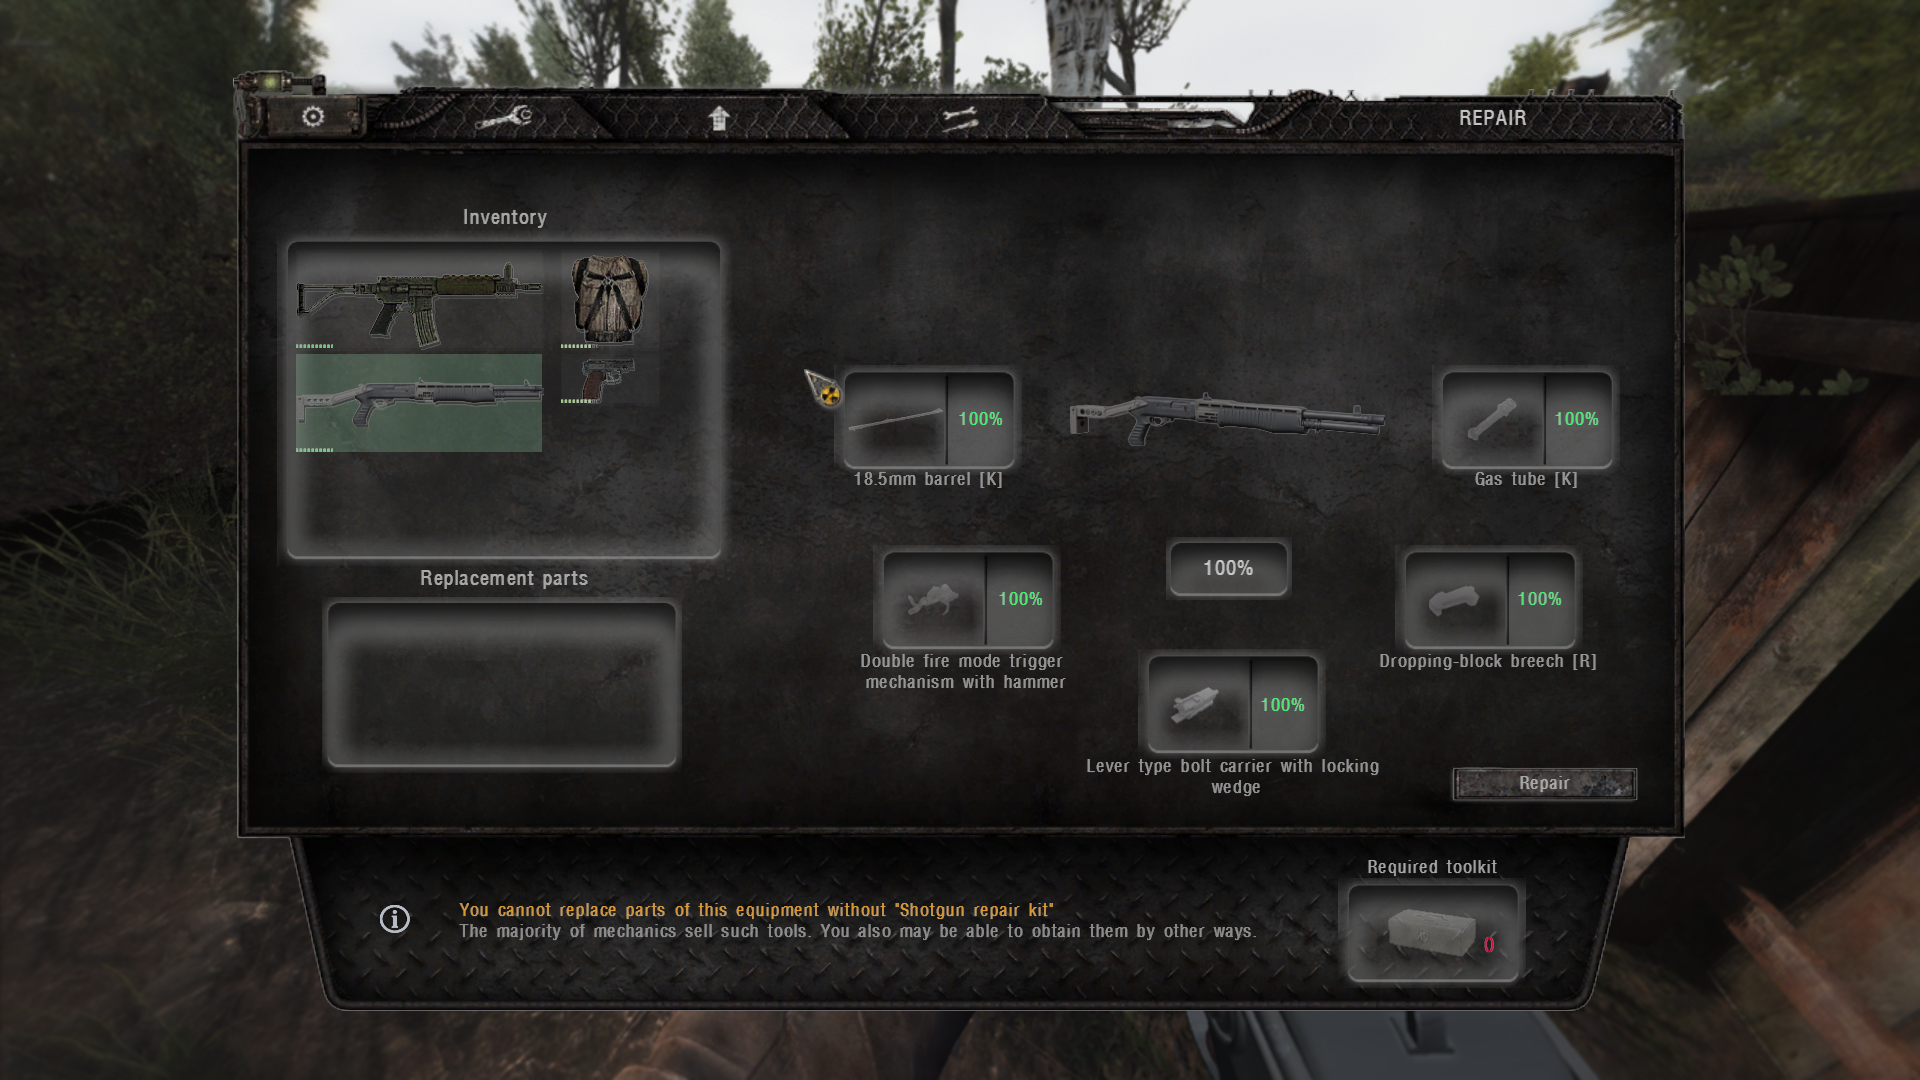 REPAIR
Inventory
Replacement parts
100%
18.5mm barrel [K]
100%
Gas tube [K]
100%
Double fire mode trigger
mechanism with hammer
100%
100%
Dropping-block breech [R]
100%
Lever type bolt carrier with locking
wedge
Repair
Required toolkit
0
You cannot replace parts of this equipment without "Shotgun repair kit"
The majority of mechanics sell such tools. You also may be able to obtain them by other ways.